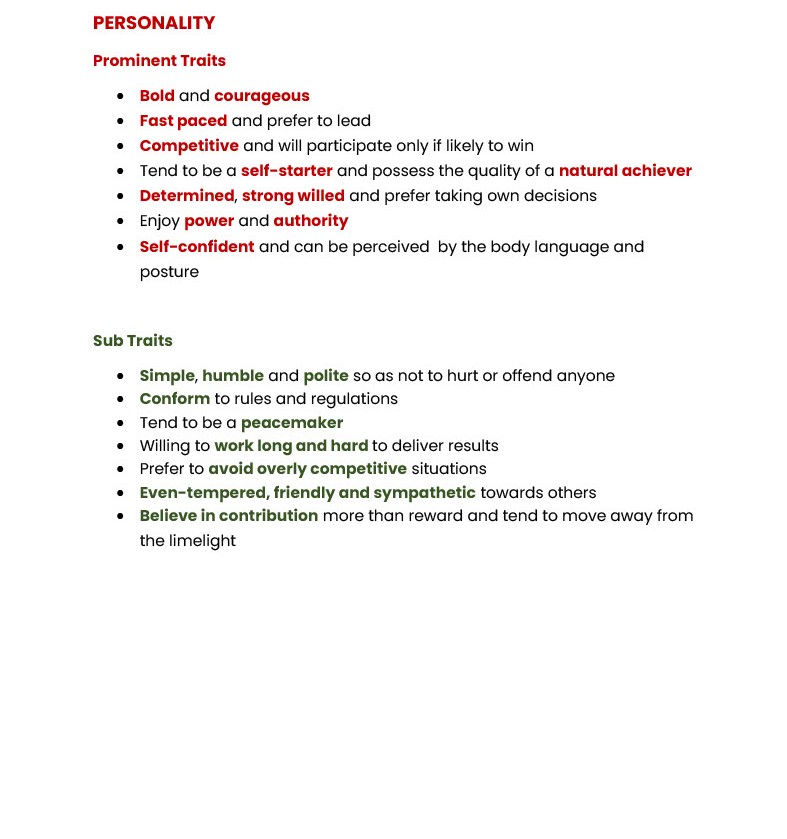 PERSONALITY
Prominent Traits
• Bold and courageous
• Fast paced and prefer to lead
• Competitive and will participate only if likely to win
• Tend to be a self-starter and possess the quality of a natural achiever
• Determined, strong willed and prefer taking own decisions
• Enjoy power and authority
• Self-confident and can be perceived  by the body language and
posture
Sub Traits
• Simple, humble and polite so as not to hurt or offend anyone
• Conform to rules and regulations
• Tend to be a peacemaker
• Willing to work long and hard to deliver results
• Prefer to avoid overly competitive situations
• Even-tempered, friendly and sympathetic towards others
• Believe in contribution more than reward and tend to move away from
the limelight